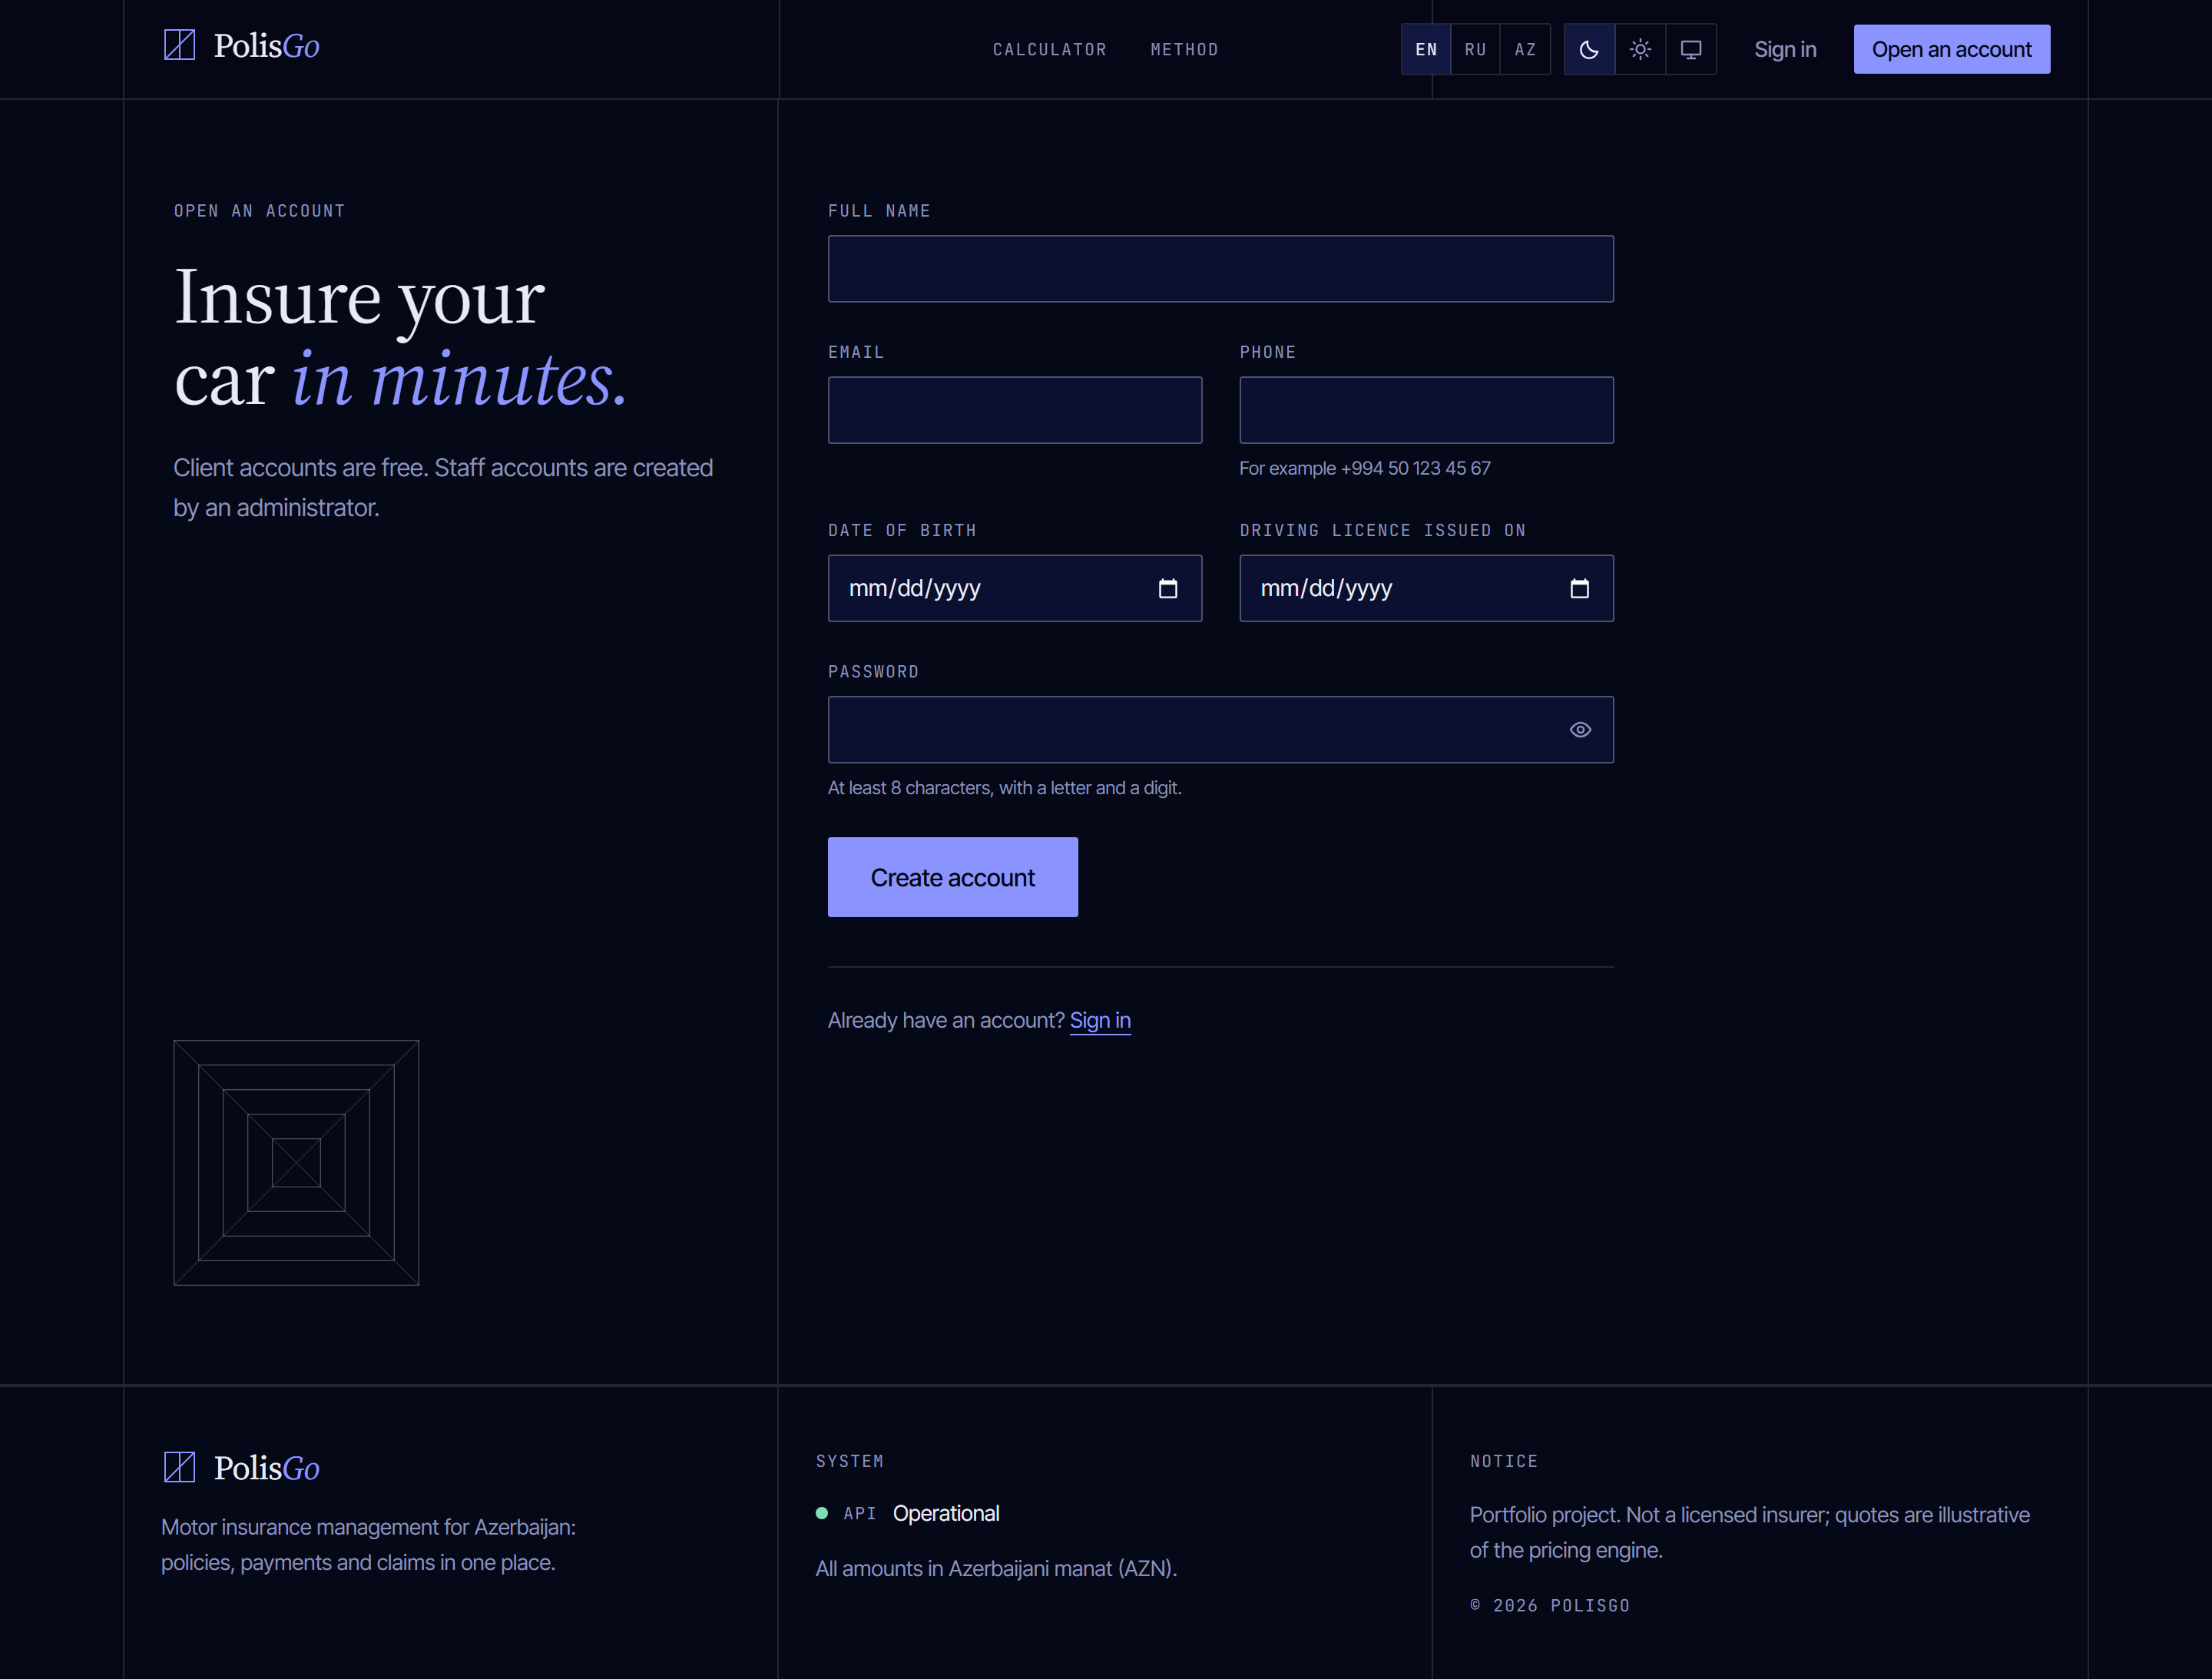 PolisGo
CALCULATOR
METHOD
EN
RU
AZ
Sign in
Open an account
OPEN AN ACCOUNT
Insure your
car in minutes.
Client accounts are free. Staff accounts are created
by an administrator.
FULL NAME
EMAIL
PHONE
For example +994 50 123 45 67
DATE OF BIRTH
DRIVING LICENCE ISSUED ON
mm/dd/yyyy
mm/dd/yyyy
PASSWORD
At least 8 characters, with a letter and a digit.
Create account
Already have an account? Sign in
PolisGo
Motor insurance management for Azerbaijan:
policies, payments and claims in one place.
SYSTEM
API Operational
All amounts in Azerbaijani manat (AZN).
NOTICE
Portfolio project. Not a licensed insurer; quotes are illustrative
of the pricing engine.
© 2026 POLISGO